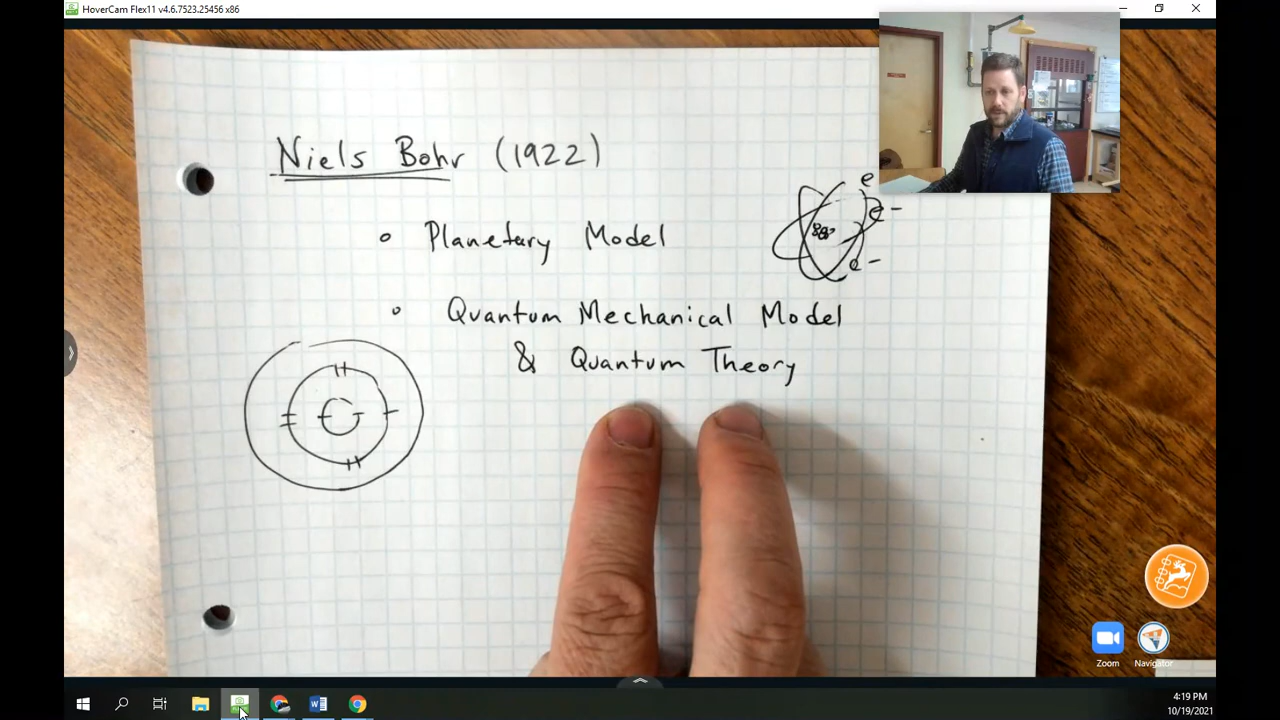 HoverCam Flex11 v4.6.7523.25456 x86
Niels Bohr (1922)
e
e -
• Planetary Model
e -
• Quantum Mechanical Model
& Quantum Theory
Zoom
Navigator
4:19 PM
10/19/2021